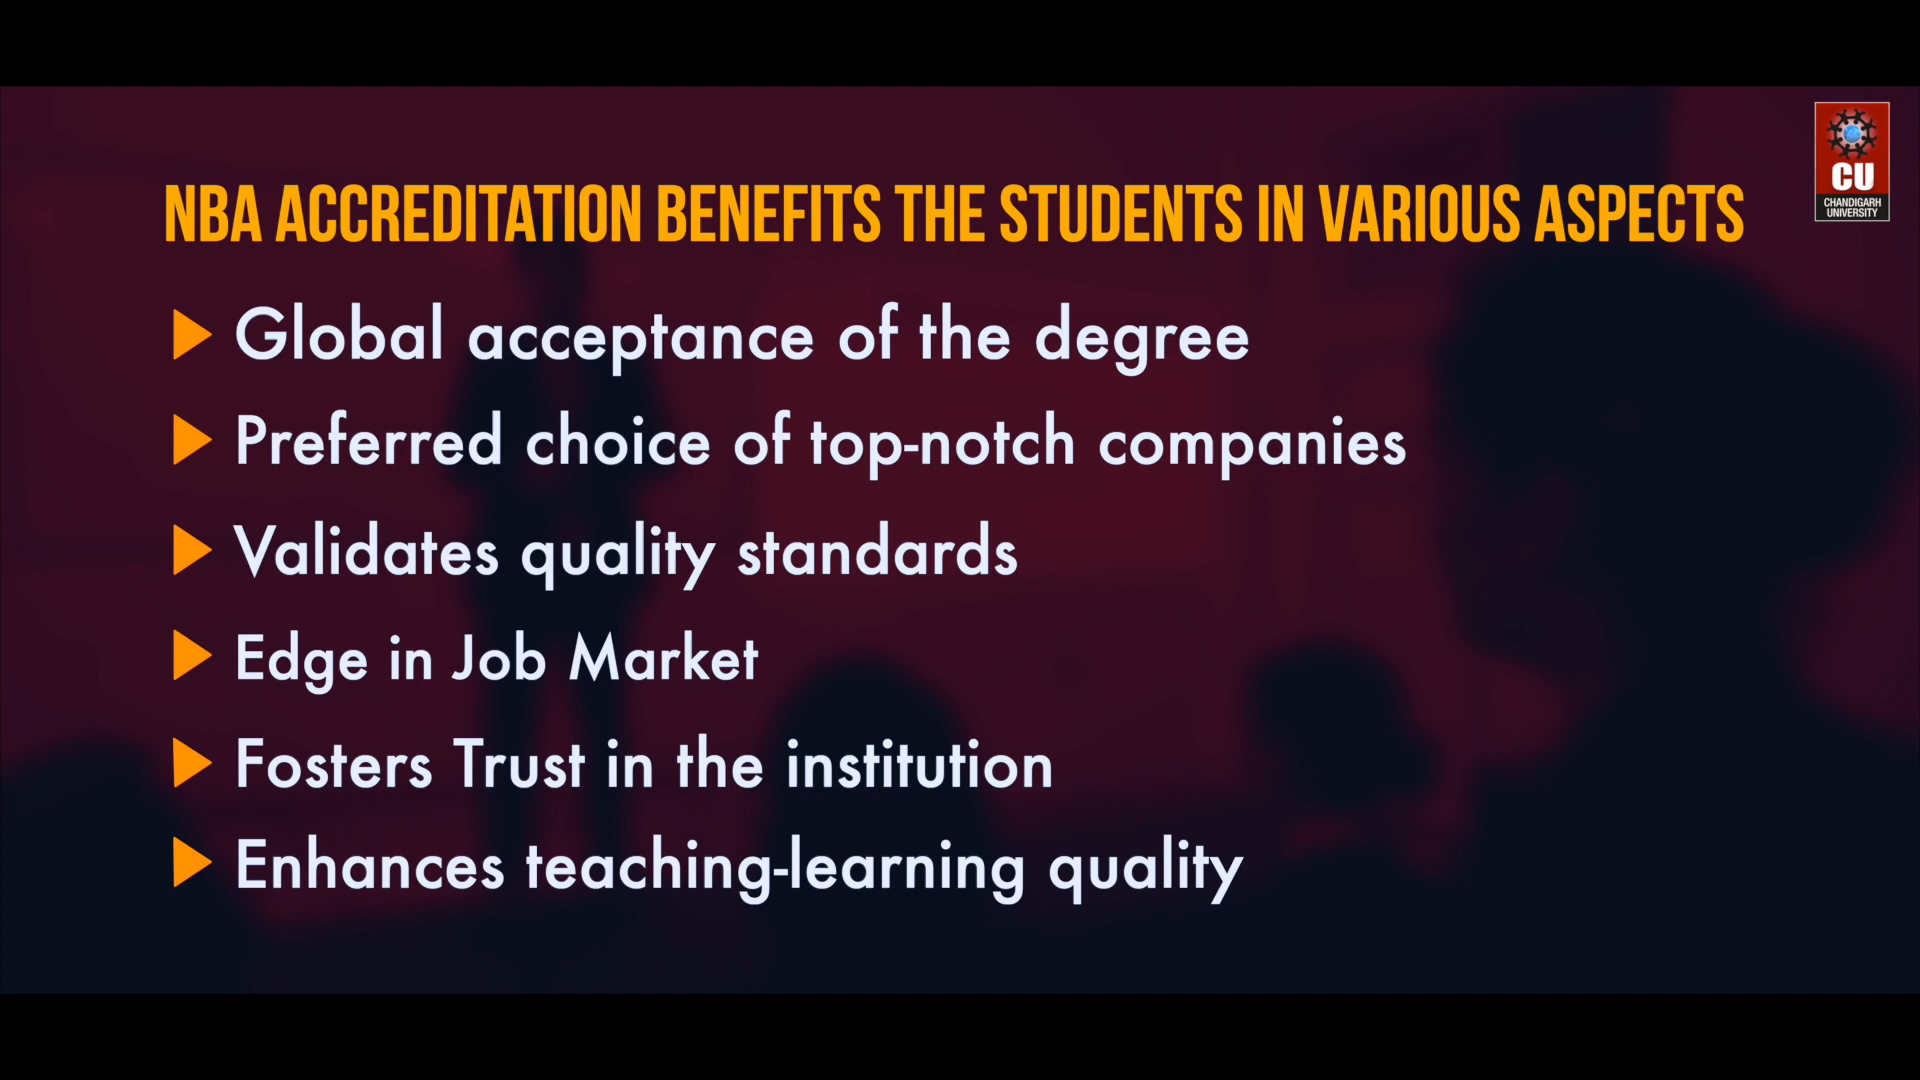 NBA ACCREDITATION BENEFITS THE STUDENTS IN VARIOUS ASPECTS
Global acceptance of the degree
Preferred choice of top-notch companies
Validates quality standards
Edge in Job Market
Fosters Trust in the institution
Enhances teaching-learning quality
CU
CHANDIGARH
UNIVERSITY